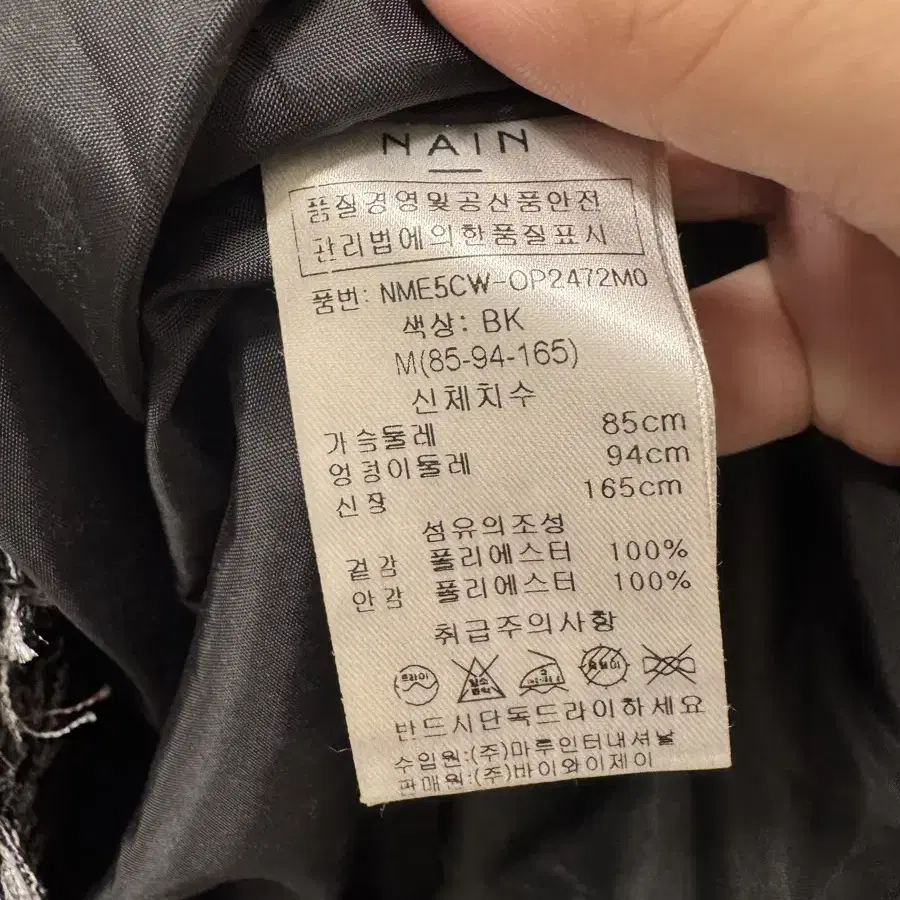 NAIN
품질경영및공산품안전
관리법에의한품질표시
품번: NME5CW-OP2472M0
색상: BK
M(85-94-165)
신체치수
가슴둘레 85cm
엉덩이둘레 94cm
신장 165cm
섬유의조성
겉감 폴리에스터 100%
안감 폴리에스터 100%
취급주의사항
드라이
반드시단독드라이하세요
수입원:(주)마루인터내셔널
판매원:(주)바이와이제이